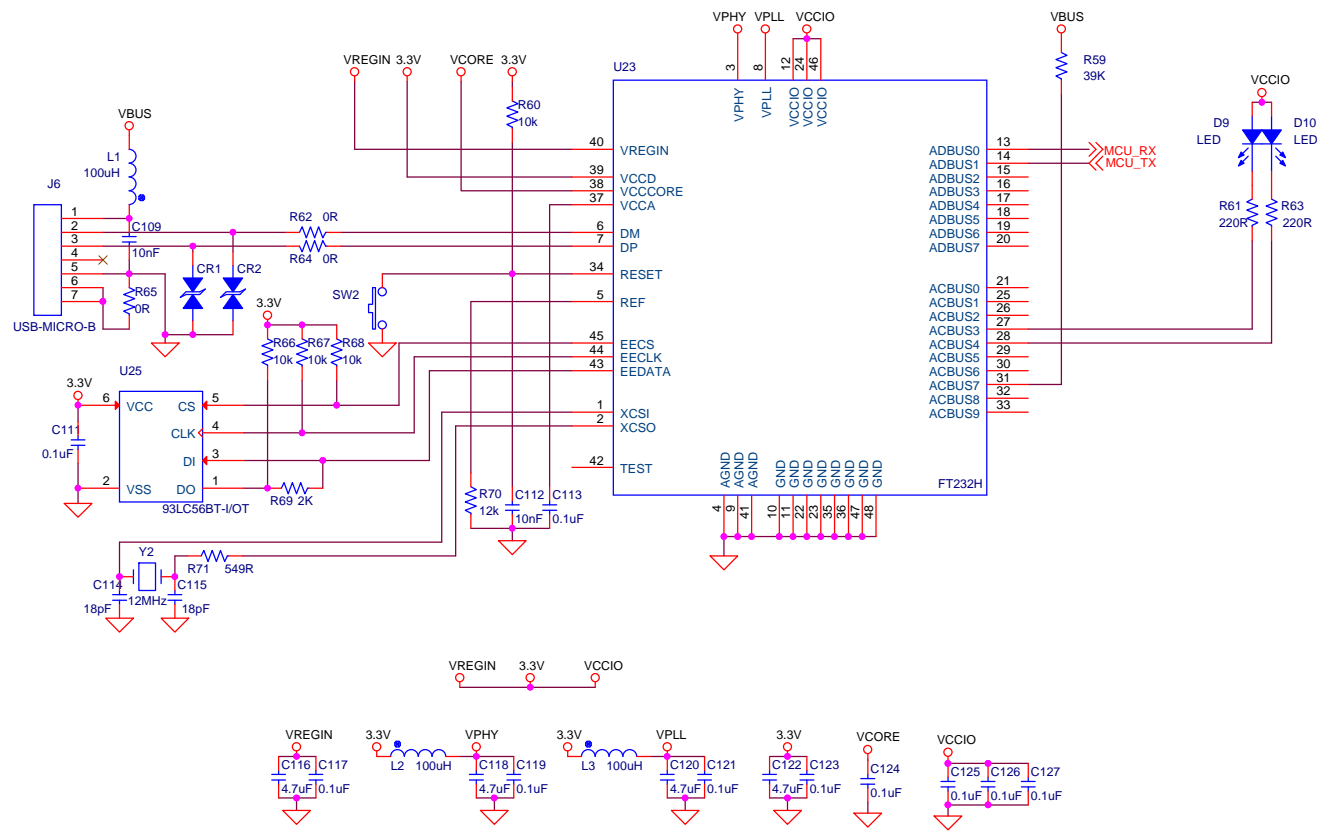 VPHY VPLL VCCIO VBUS
VREGIN 3.3V VCORE 3.3V
U23
3 8 12 24 46
VPHY VPLL VCCIO VCCIO VCCIO
R59
39K
VCCIO
D9 LED
D10 LED
R60
10k
VBUS
L1
100uH
J6
1
2
3
4
5
6
7
USB-MICRO-B
C109
10nF
R65
0R
CR1 CR2
R62 0R
R64 0R
SW2
40 VREGIN
39 VCCD
38 VCCCORE
37 VCCA
6 DM
7 DP
34 RESET
5 REF
45 EECS
44 EECLK
43 EEDATA
1 XCSI
2 XCSO
42 TEST
ADBUS0 13 MCU_RX
ADBUS1 14 MCU_TX
ADBUS2 15
ADBUS3 16
ADBUS4 17
ADBUS5 18
ADBUS6 19
ADBUS7 20
ACBUS0 21
ACBUS1 25
ACBUS2 26
ACBUS3 27
ACBUS4 28
ACBUS5 29
ACBUS6 30
ACBUS7 31
ACBUS8 32
ACBUS9 33
R61
220R
R63
220R
AGND AGND AGND GND GND GND GND GND GND GND GND
4 9 41 10 11 22 23 35 36 47 48
FT232H
3.3V
R66 R67 R68
10k 10k 10k
U25
3.3V
6 VCC CS 5
CLK 4
DI 3
2 VSS DO 1
93LC56BT-I/OT
C111
0.1uF
R69 2K
R70
12k
C112
10nF
C113
0.1uF
Y2
12MHz
R71 549R
C114
18pF
C115
18pF
VREGIN 3.3V VCCIO
VREGIN
C116 C117
4.7uF 0.1uF
3.3V
L2 100uH
VPHY
C118 C119
4.7uF 0.1uF
3.3V
L3 100uH
VPLL
C120 C121
4.7uF 0.1uF
3.3V
C122 C123
4.7uF 0.1uF
VCORE
C124
0.1uF
VCCIO
C125 C126 C127
0.1uF 0.1uF 0.1uF